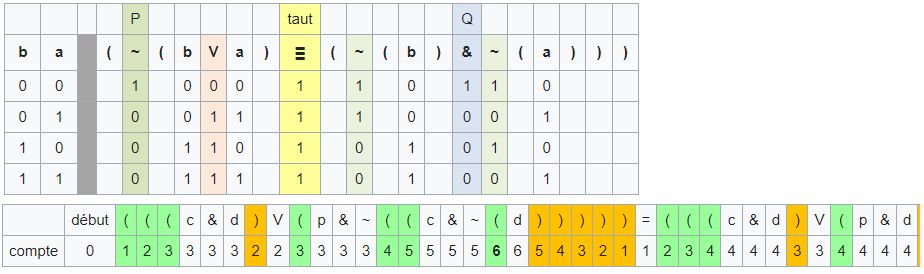 P taut Q
b a ( ~ ( b V a ) ≡ ( ~ ( b ) & ~ ( a ) ) )
0 0 1 0 0 0 1 1 0 1 1 0
0 1 0 0 1 1 1 1 0 0 0 1
1 0 0 1 1 0 1 0 1 0 1 0
1 1 0 1 1 1 1 0 1 0 0 1
début ( ( ( c & d ) V ( p & ~ ( ( c & ~ ( d ) ) ) ) ) = ( ( ( c & d ) V ( p & d
compte 0 1 2 3 3 3 3 2 2 3 3 3 3 4 5 5 5 5 6 6 5 4 3 2 1 1 2 3 4 4 4 4 3 3 4 4 4 4